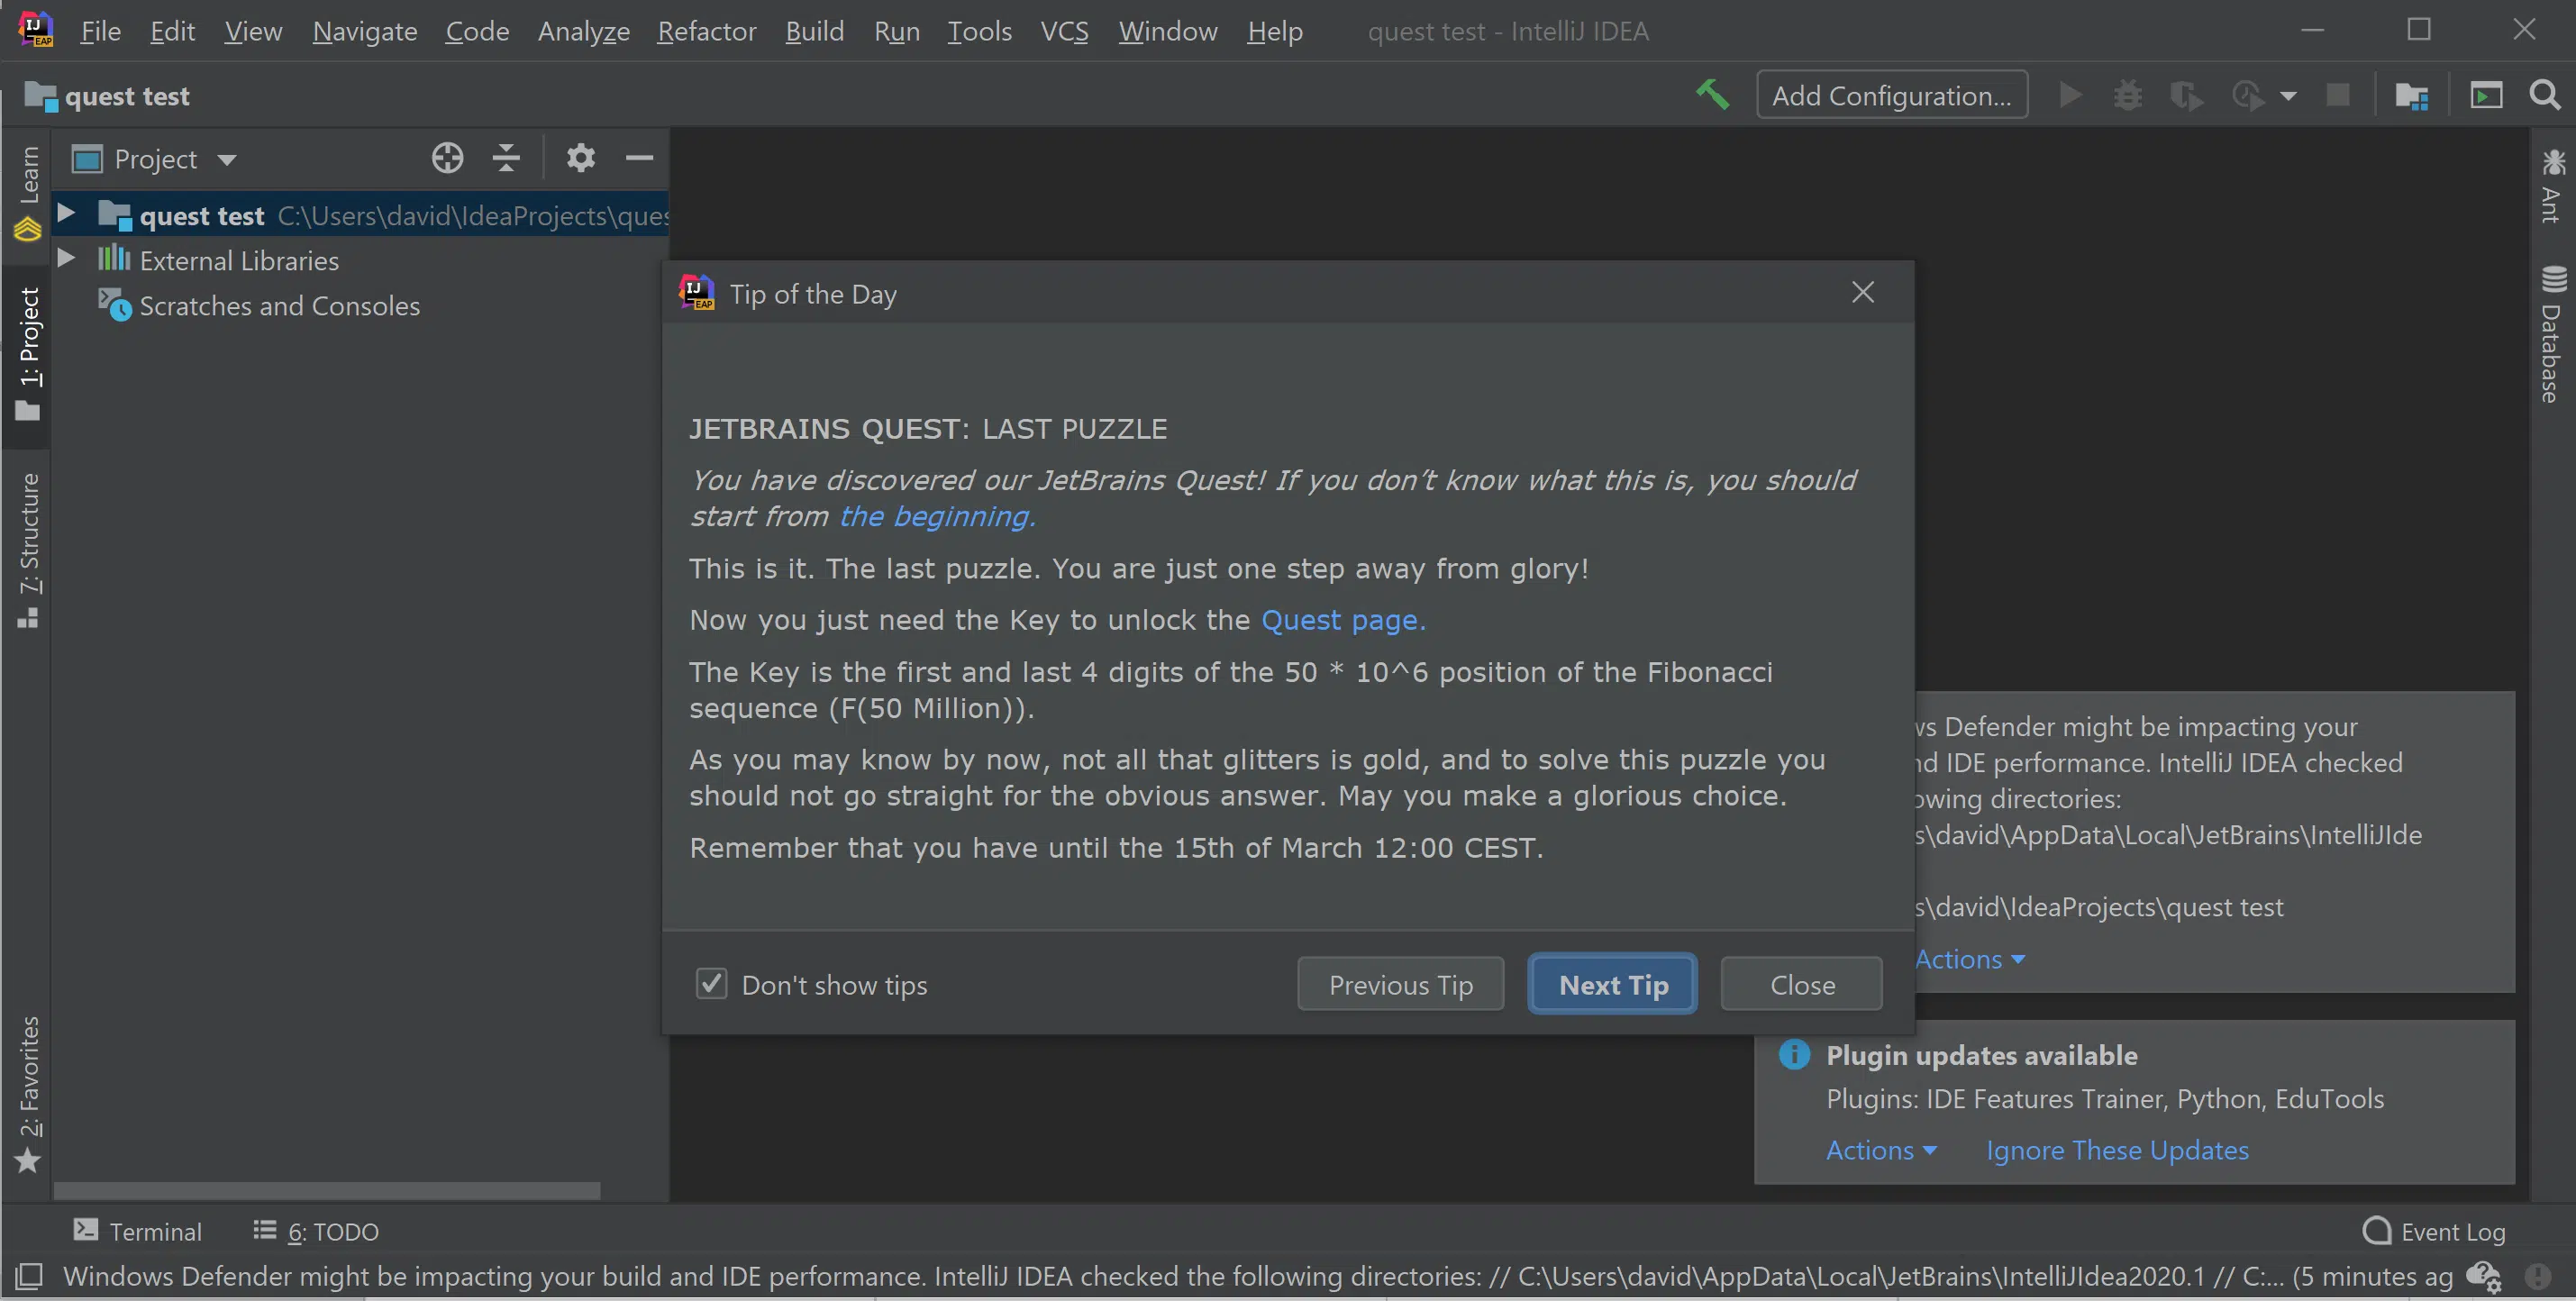 File Edit View Navigate Code Analyze Refactor Build Run Tools VCS Window Help quest test - IntelliJ IDEA
quest test
Add Configuration...
Learn
1: Project
7: Structure
2: Favorites
Project
quest test C:\Users\david\IdeaProjects\ques
External Libraries
Scratches and Consoles
Ant
Database
IJ EAP Tip of the Day
JETBRAINS QUEST: LAST PUZZLE
You have discovered our JetBrains Quest! If you don't know what this is, you should
start from the beginning.
This is it. The last puzzle. You are just one step away from glory!
Now you just need the Key to unlock the Quest page.
The Key is the first and last 4 digits of the 50 * 10^6 position of the Fibonacci
sequence (F(50 Million)).
As you may know by now, not all that glitters is gold, and to solve this puzzle you
should not go straight for the obvious answer. May you make a glorious choice.
Remember that you have until the 15th of March 12:00 CEST.
Don't show tips
Previous Tip
Next Tip
Close
ws Defender might be impacting your
nd IDE performance. IntelliJ IDEA checked
owing directories:
s\david\AppData\Local\JetBrains\IntelliJIde
s\david\IdeaProjects\quest test
Actions
Plugin updates available
Plugins: IDE Features Trainer, Python, EduTools
Actions Ignore These Updates
Terminal 6: TODO Event Log
Windows Defender might be impacting your build and IDE performance. IntelliJ IDEA checked the following directories: // C:\Users\david\AppData\Local\JetBrains\IntelliJIdea2020.1 // C:... (5 minutes ag